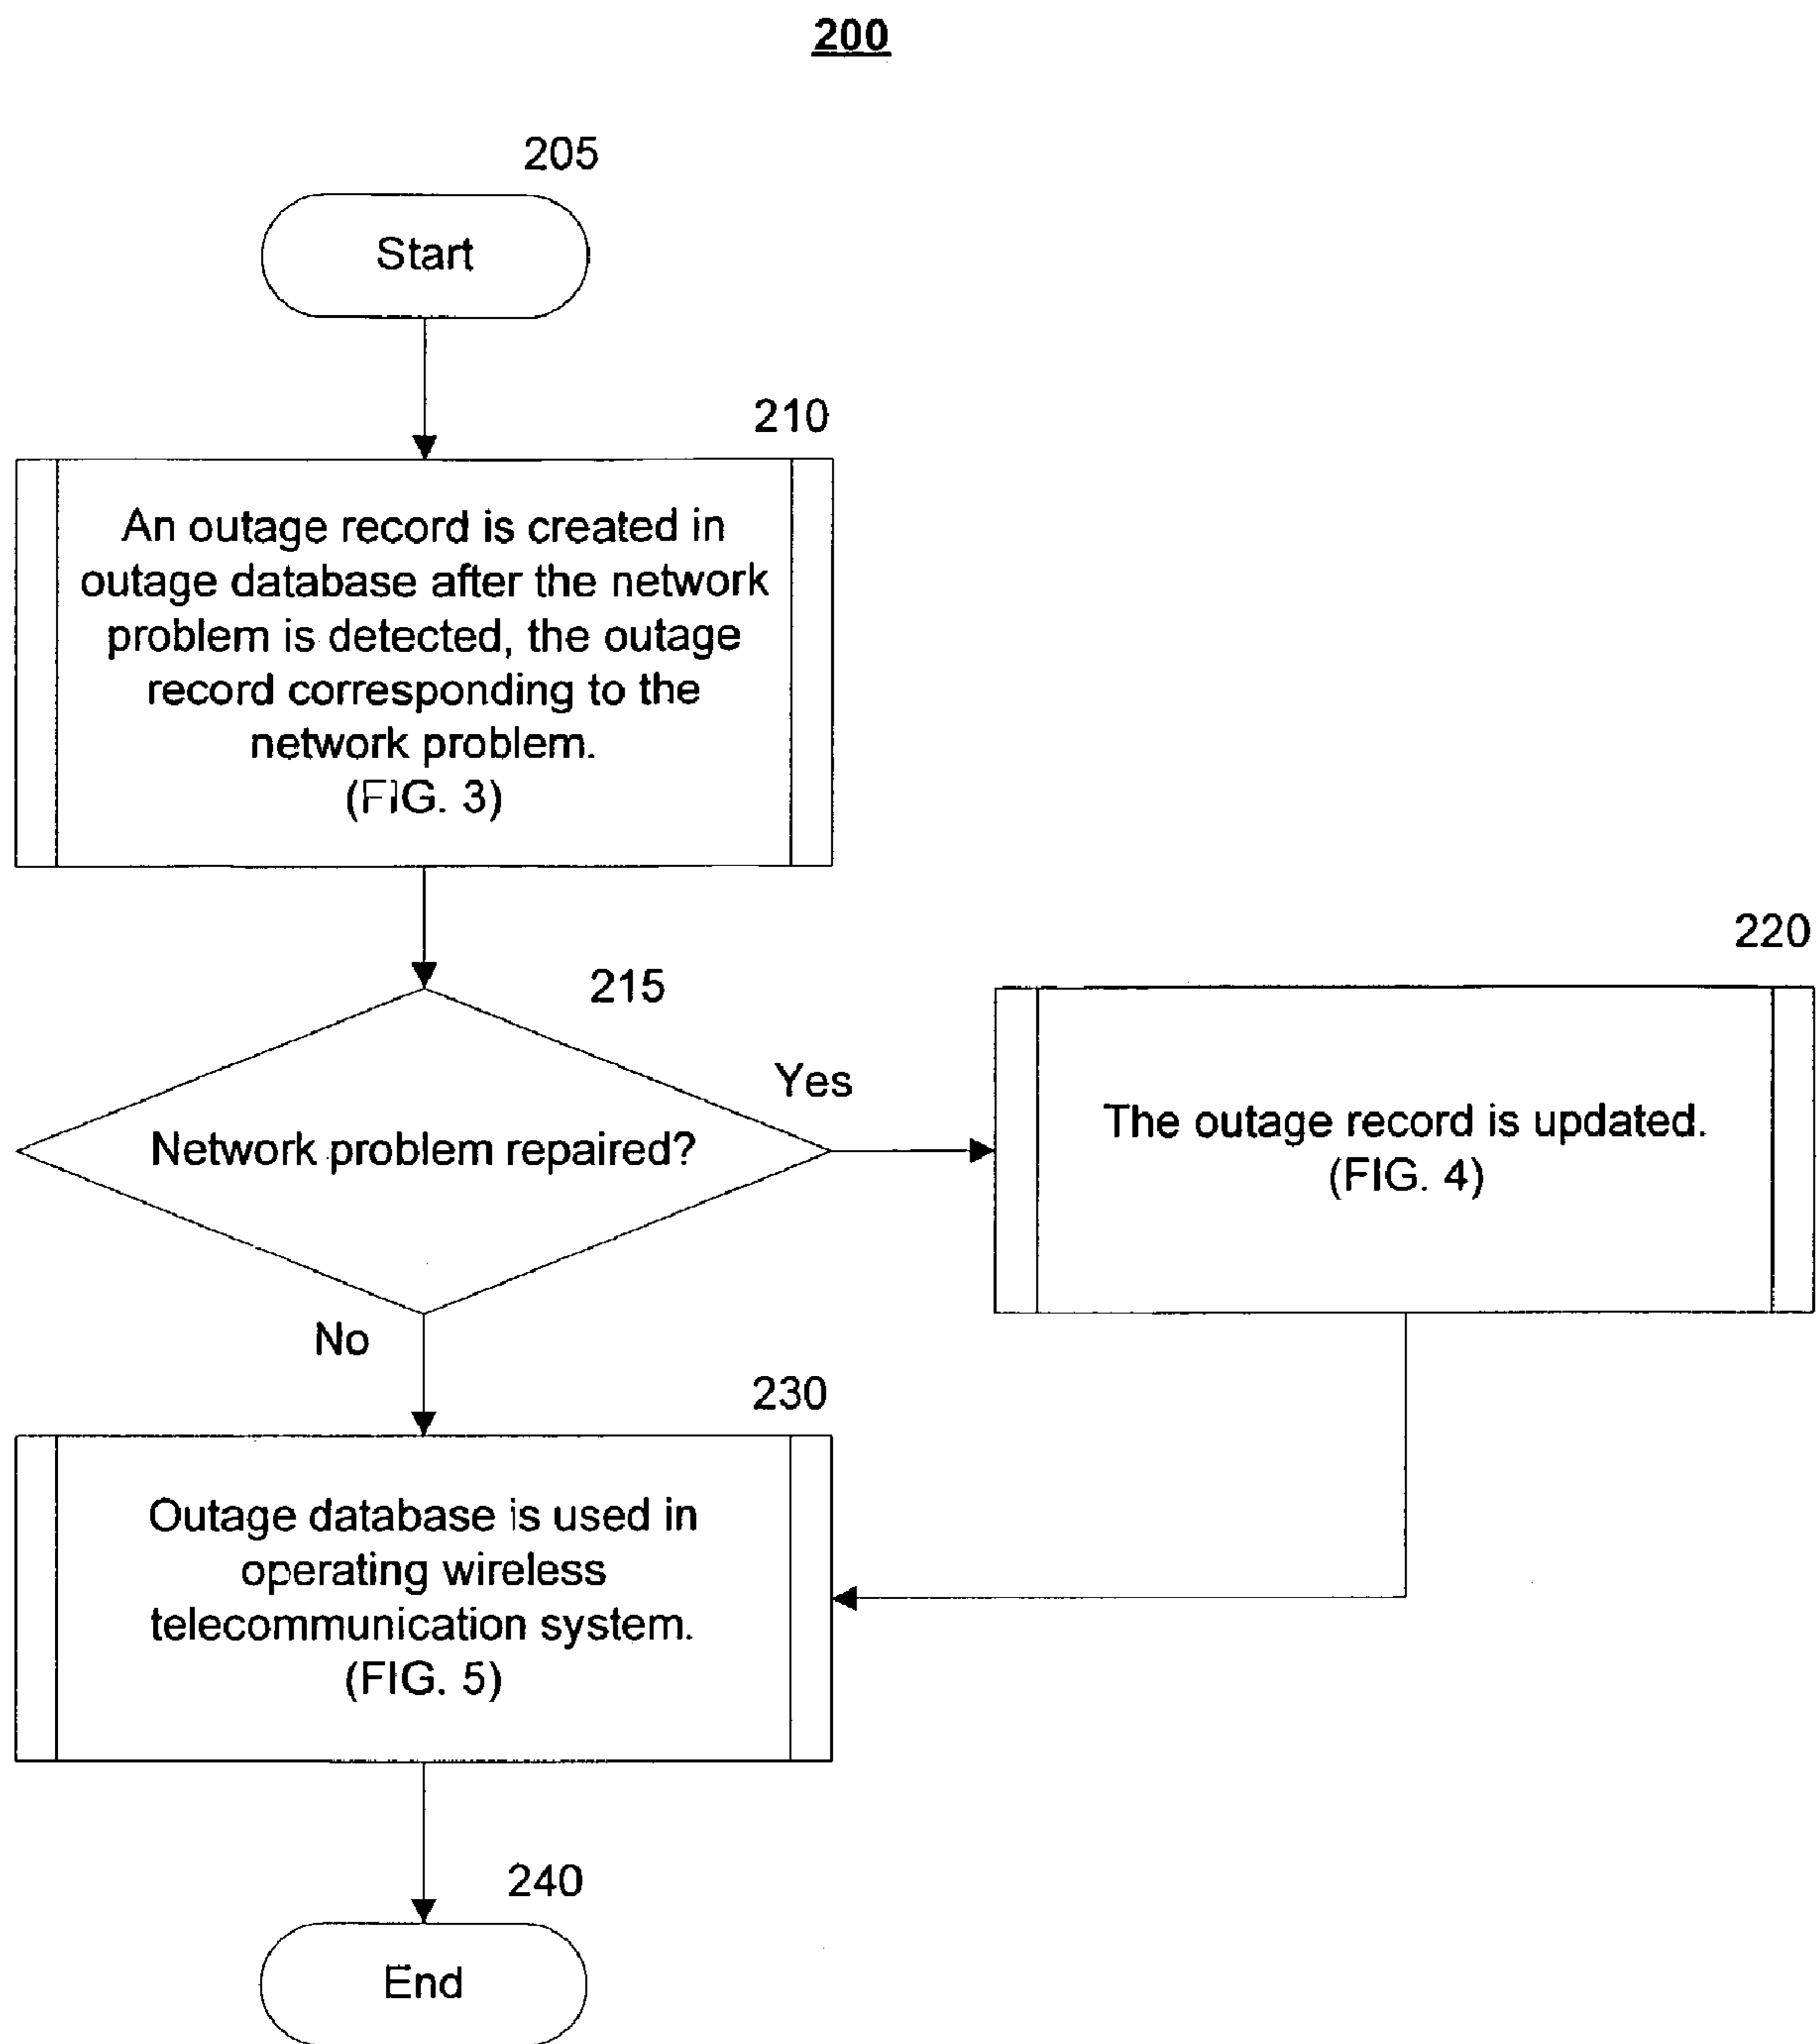 200
205
Start
210
An outage record is created in
outage database after the network
problem is detected, the outage
record corresponding to the
network problem.
(FIG. 3)
215
Network problem repaired?
Yes
220
The outage record is updated.
(FIG. 4)
No
230
Outage database is used in
operating wireless
telecommunication system.
(FIG. 5)
240
End